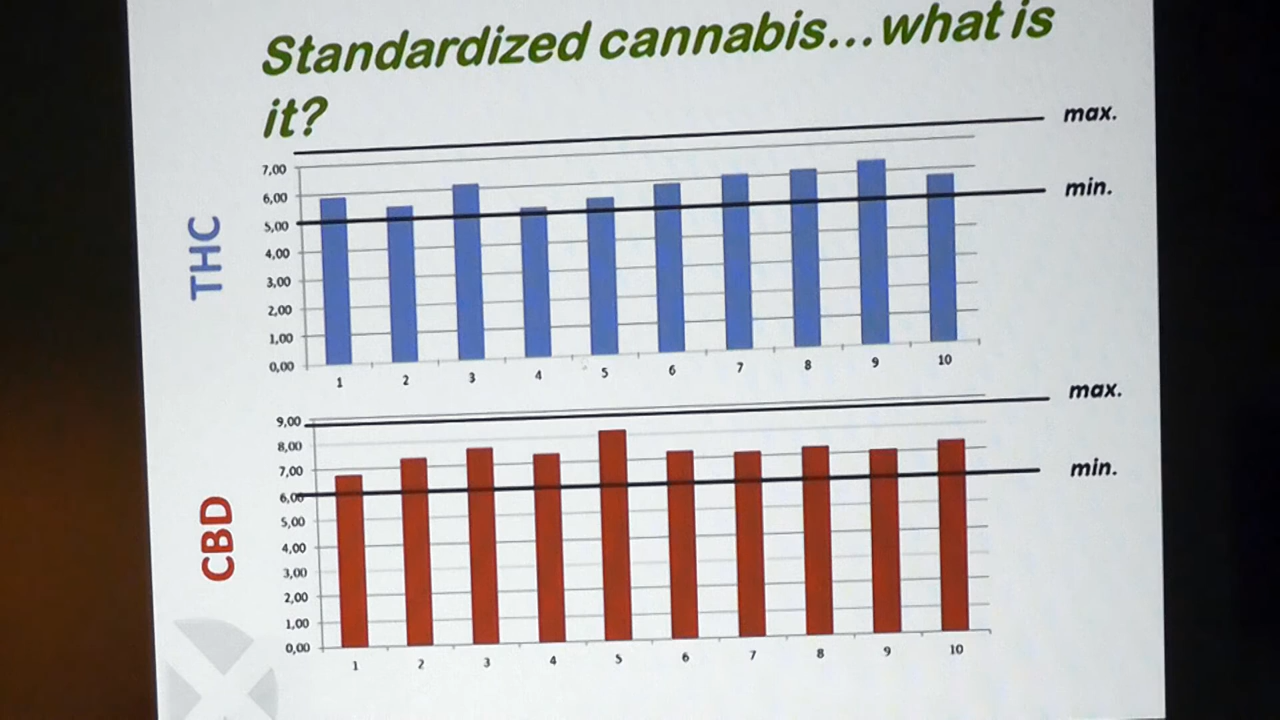 Standardized cannabis...what is
it?
max.
7,00
6,00
min.
5,00
4,00
3,00
2,00
1,00
0,00
THC
1 2 3 4 5 6 7 8 9 10
max.
9,00
8,00
7,00
min.
6,00
5,00
4,00
3,00
2,00
1,00
0,00
CBD
1 2 3 4 5 6 7 8 9 10